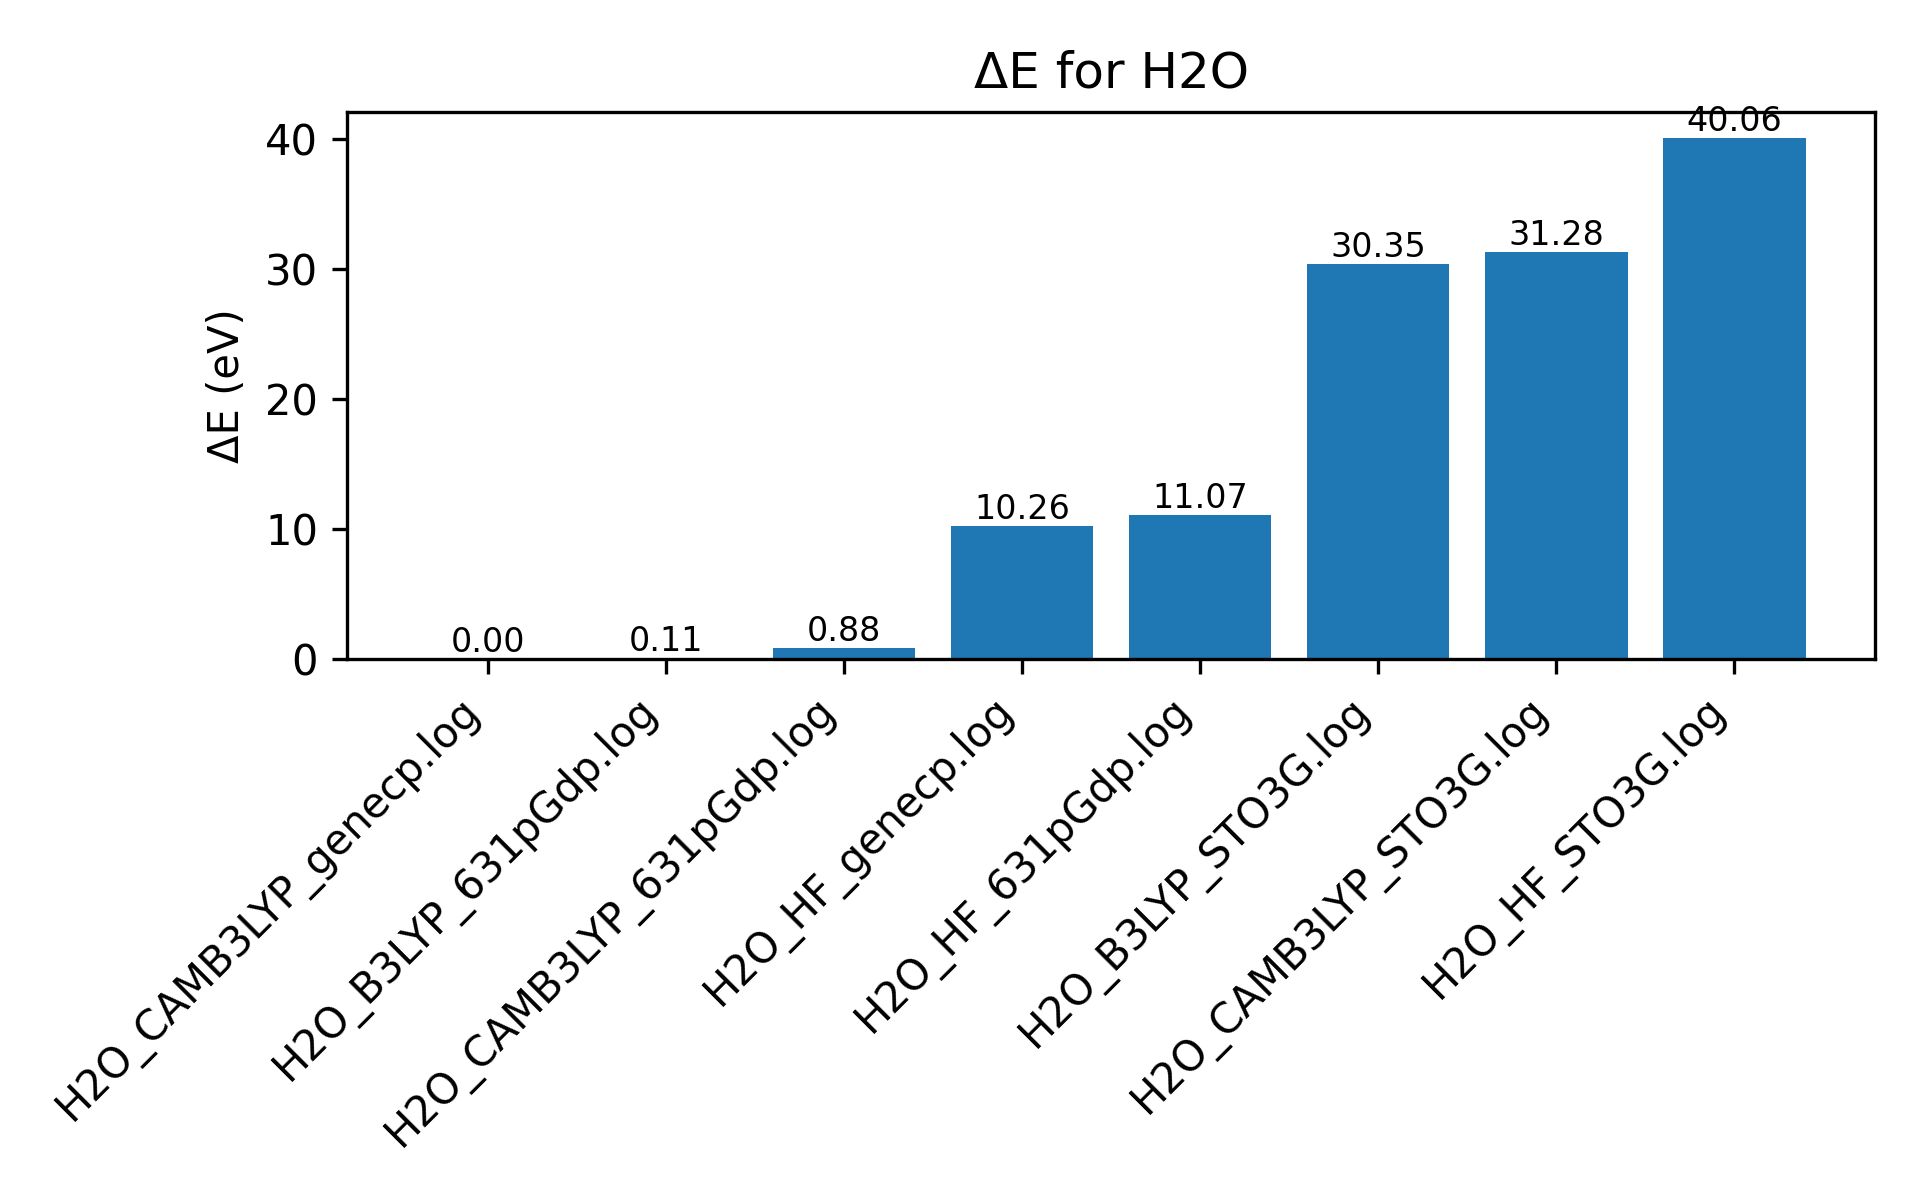 ΔE for H2O
ΔE (eV)
40
30
20
10
0
0.00
0.11
0.88
10.26
11.07
30.35
31.28
40.06
H2O_CAMB3LYP_genecp.log
H2O_B3LYP_631pGdp.log
H2O_CAMB3LYP_631pGdp.log
H2O_HF_genecp.log
H2O_HF_631pGdp.log
H2O_B3LYP_STO3G.log
H2O_CAMB3LYP_STO3G.log
H2O_HF_STO3G.log